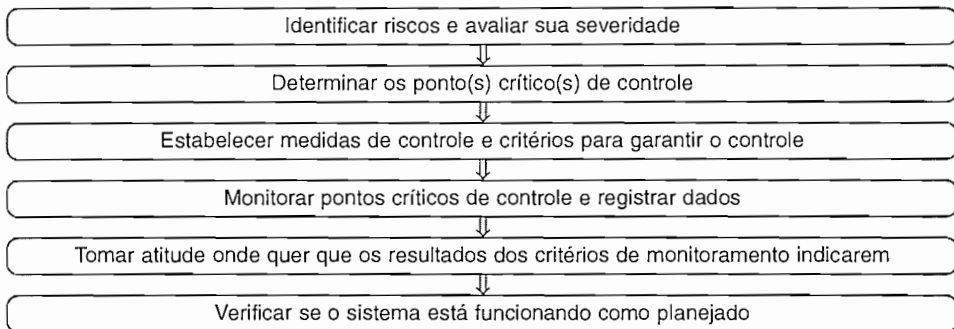 Identificar riscos e avaliar sua severidade
Determinar os ponto(s) crítico(s) de controle
Estabelecer medidas de controle e critérios para garantir o controle
Monitorar pontos críticos de controle e registrar dados
Tomar atitude onde quer que os resultados dos critérios de monitoramento indicarem
Verificar se o sistema está funcionando como planejado